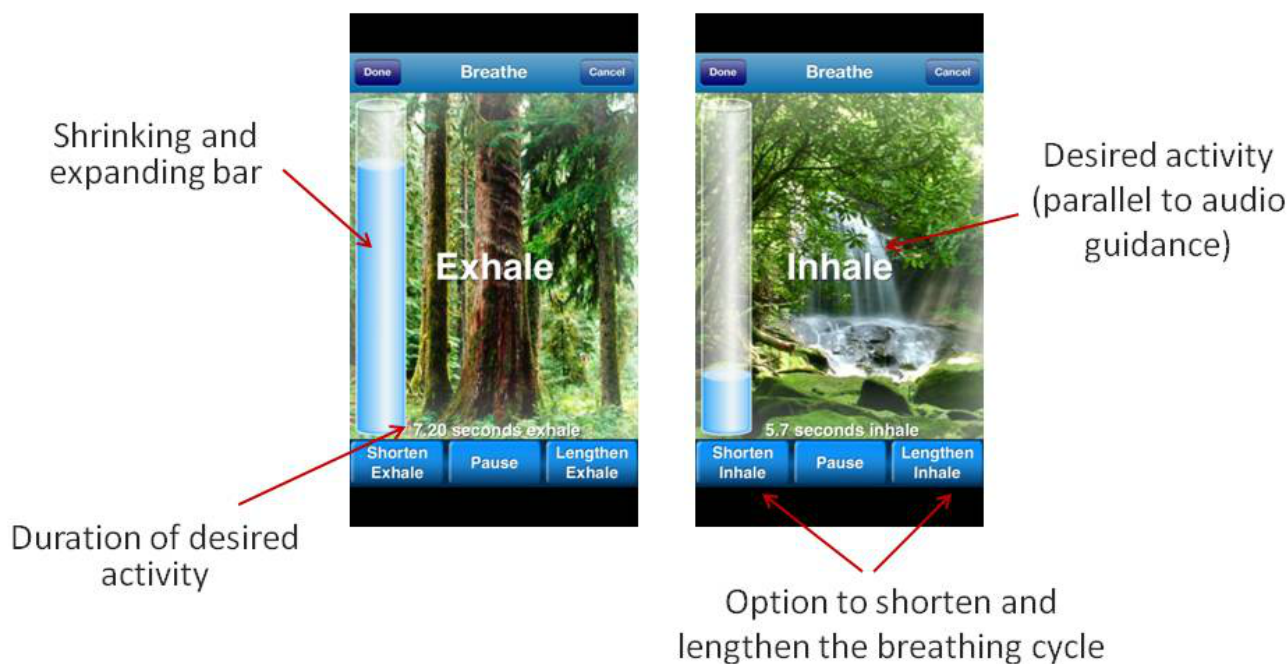 Done Breathe Cancel
Exhale
7.20 seconds exhale
Shorten Exhale
Pause
Lengthen Exhale
Done Breathe Cancel
Inhale
5.7 seconds inhale
Shorten Inhale
Pause
Lengthen Inhale
Shrinking and
expanding bar
Desired activity
(parallel to audio
guidance)
Duration of desired
activity
Option to shorten and
lengthen the breathing cycle